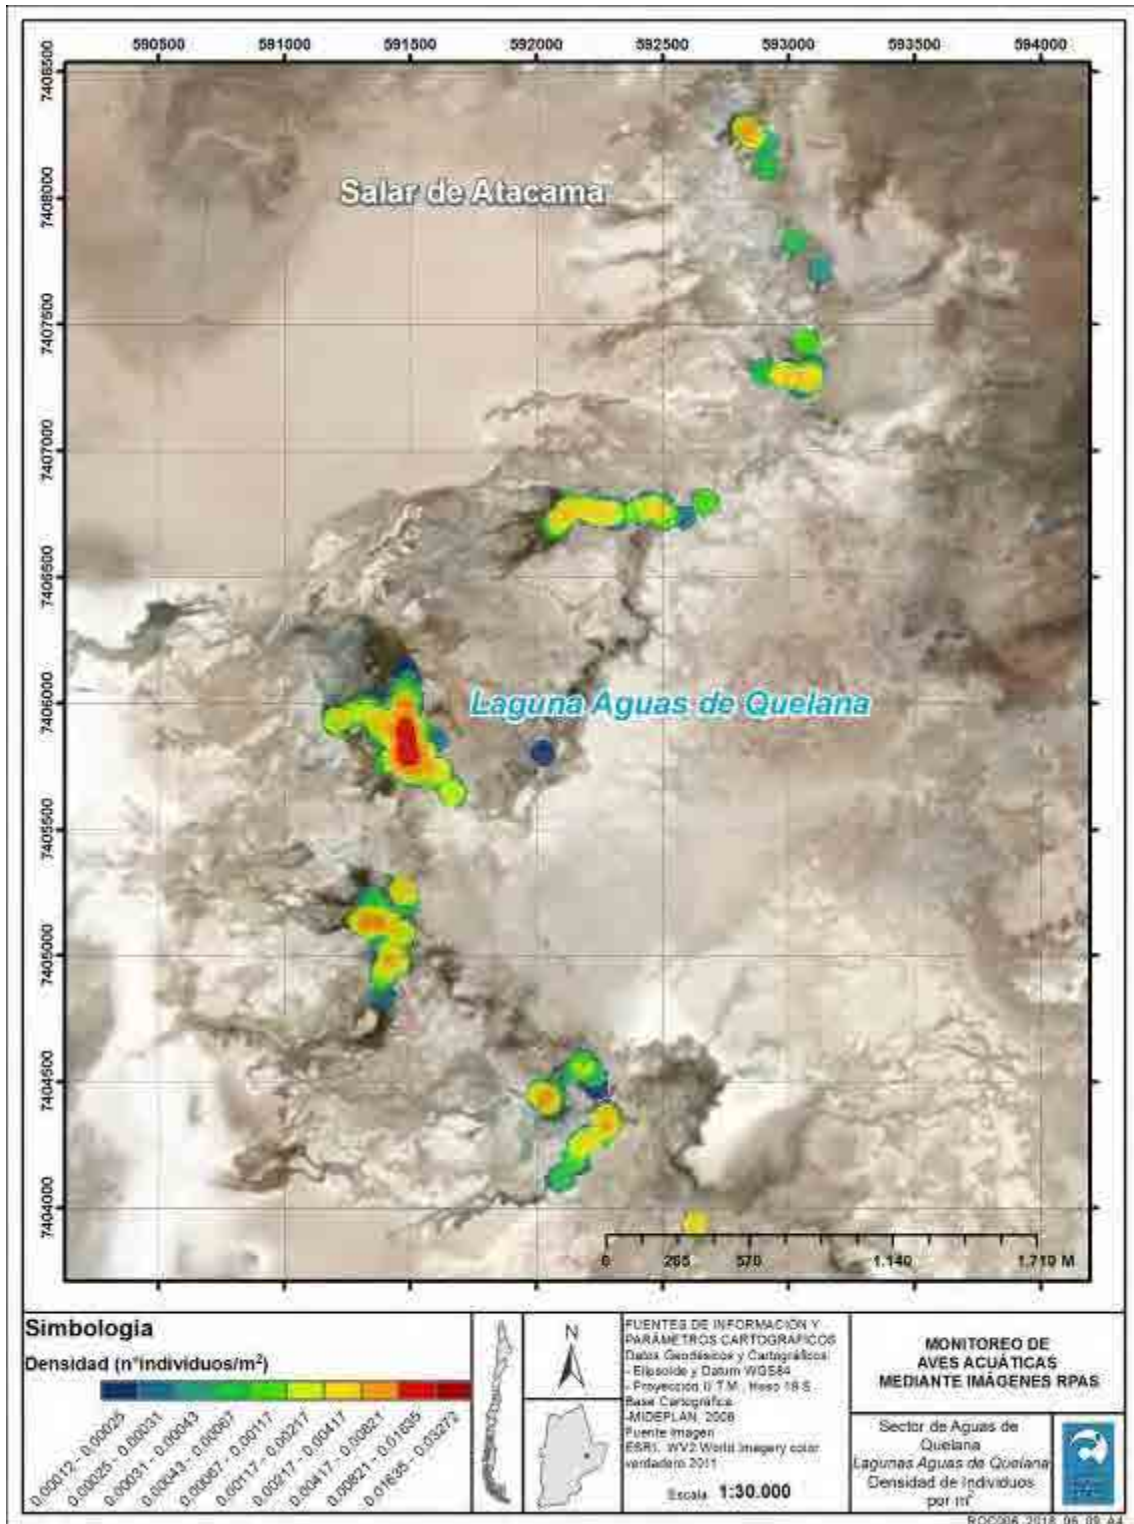 590500 591000 591500 592000 592500 593000 593500 594000
7408500
7408000
7407500
7407000
7406500
7406000
7405500
7405000
7404500
7404000
Salar de Atacama
Laguna Aguas de Quelana
0 285 570 1.140 1.710 M
Simbología
Densidad (n°individuos/m²)
0.00012 - 0.00025
0.00025 - 0.00031
0.00031 - 0.00043
0.00043 - 0.00067
0.00067 - 0.00117
0.00117 - 0.00217
0.00217 - 0.00417
0.00417 - 0.00821
0.00821 - 0.01635
0.01635 - 0.03272
N
FUENTES DE INFORMACIÓN Y
PARÁMETROS CARTOGRÁFICOS
Datos Geodésicos y Cartográficos
- Elipsoide y Datum WGS84
- Proyección U.T.M., Huso 19 S
Base Cartográfica
-MIDEPLAN, 2008
Fuente Imagen
ESRI, WV2 World Imagery color
verdadero 2011
Escala 1:30.000
MONITOREO DE
AVES ACUÁTICAS
MEDIANTE IMÁGENES RPAS
Sector de Aguas de
Quelana
Lagunas Aguas de Quelana
Densidad de Individuos
por m²
ROC006_2018_06_09_A4